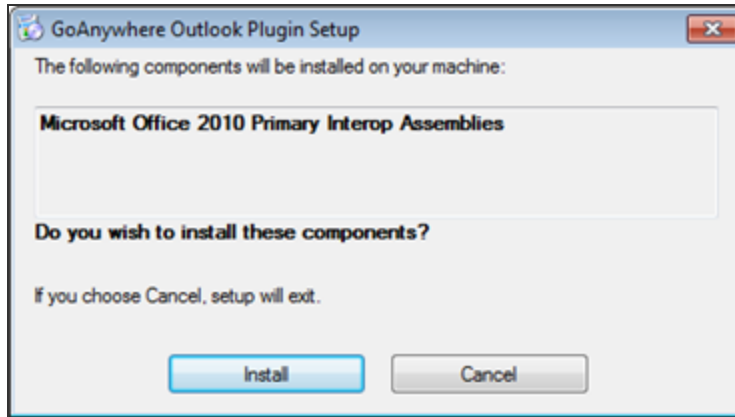 GoAnywhere Outlook Plugin Setup
The following components will be installed on your machine:
Microsoft Office 2010 Primary Interop Assemblies
Do you wish to install these components?
If you choose Cancel, setup will exit.
Install Cancel